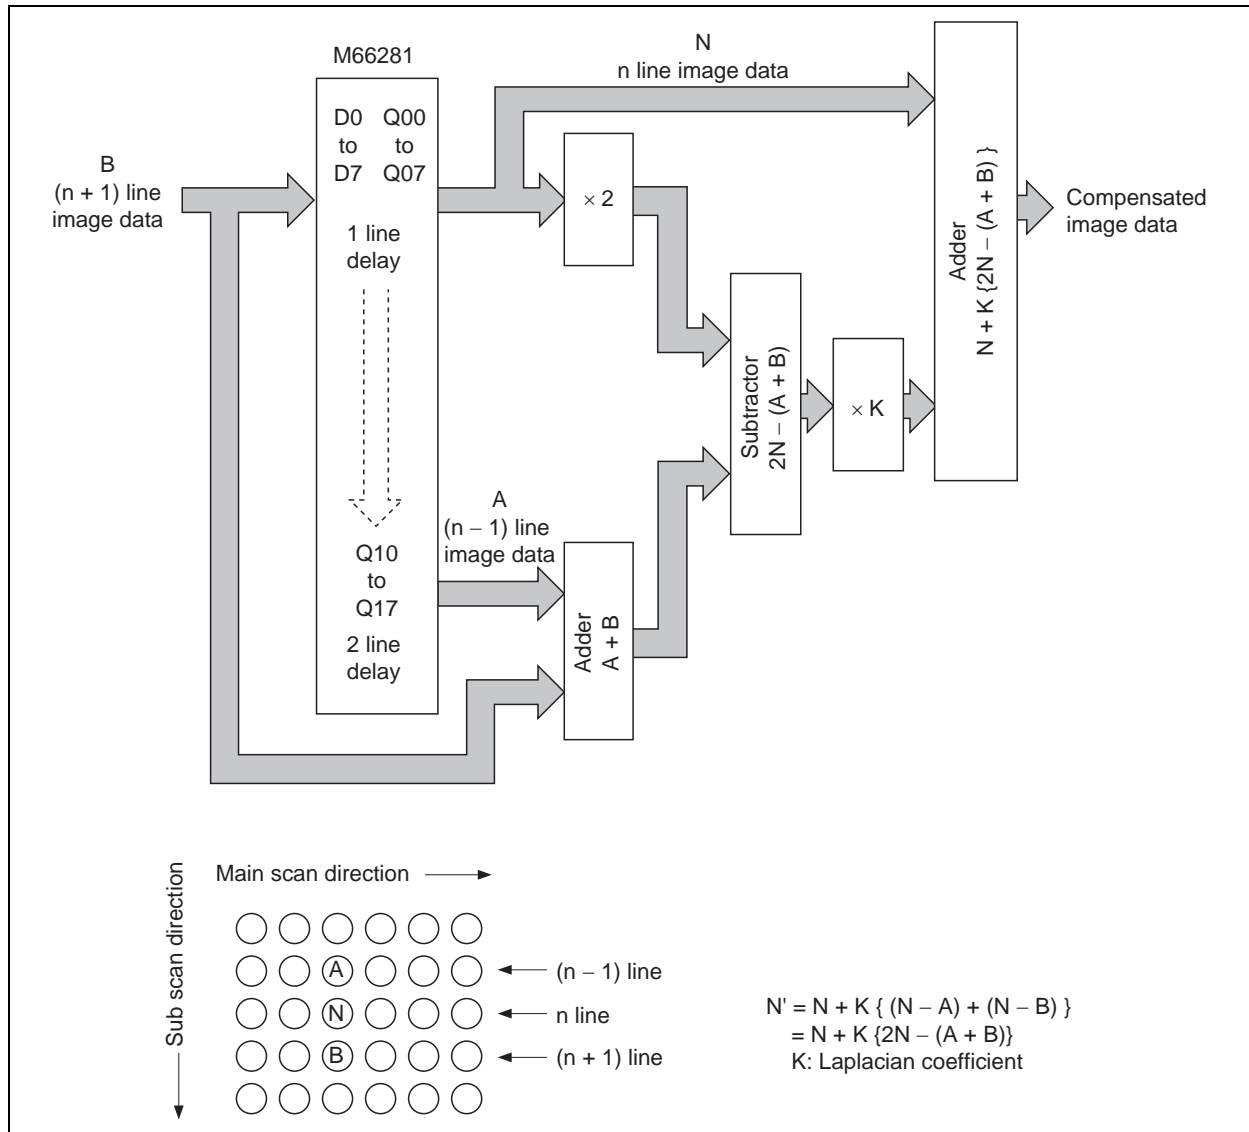 M66281
N
n line image data
D0 Q00
to to
D7 Q07
B
(n + 1) line
image data
1 line
delay
× 2
Adder
N + K {2N – (A + B) }
Compensated
image data
Subtractor
2N – (A + B)
× K
A
(n – 1) line
image data
Q10
to
Q17
2 line
delay
Adder
A + B
Main scan direction
Sub scan direction
A
(n – 1) line
N
n line
B
(n + 1) line
N' = N + K { (N – A) + (N – B) }
= N + K {2N – (A + B)}
K: Laplacian coefficient